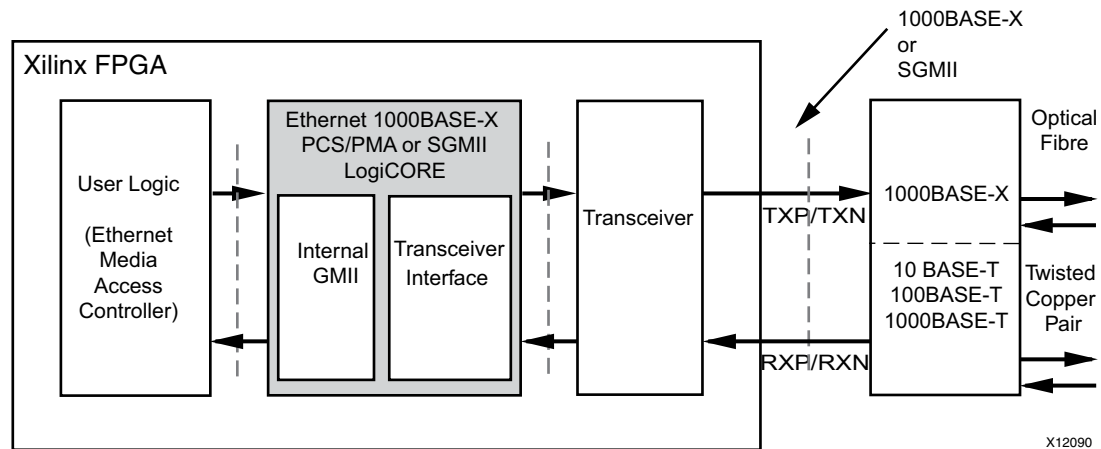 1000BASE-X
or
SGMII
Xilinx FPGA
User Logic
(Ethernet
Media
Access
Controller)
Ethernet 1000BASE-X
PCS/PMA or SGMII
LogiCORE
Internal
GMII
Transceiver
Interface
Transceiver
TXP/TXN
RXP/RXN
1000BASE-X
10 BASE-T
100BASE-T
1000BASE-T
Optical
Fibre
Twisted
Copper
Pair
X12090